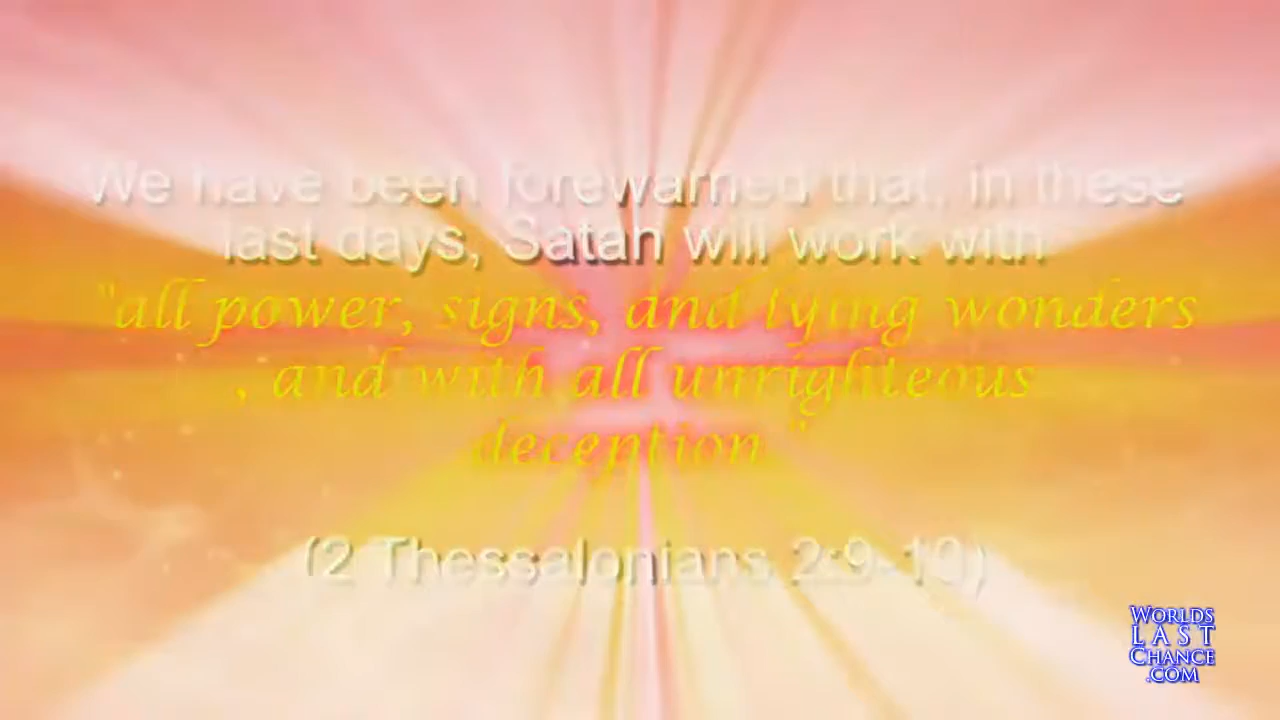 We have been forewarned that, in these
last days, Satan will work with
"all power, signs, and lying wonders
, and with all unrighteous
deception."
(2 Thessalonians 2:9-10)
WORLDS
LAST
CHANCE
.COM